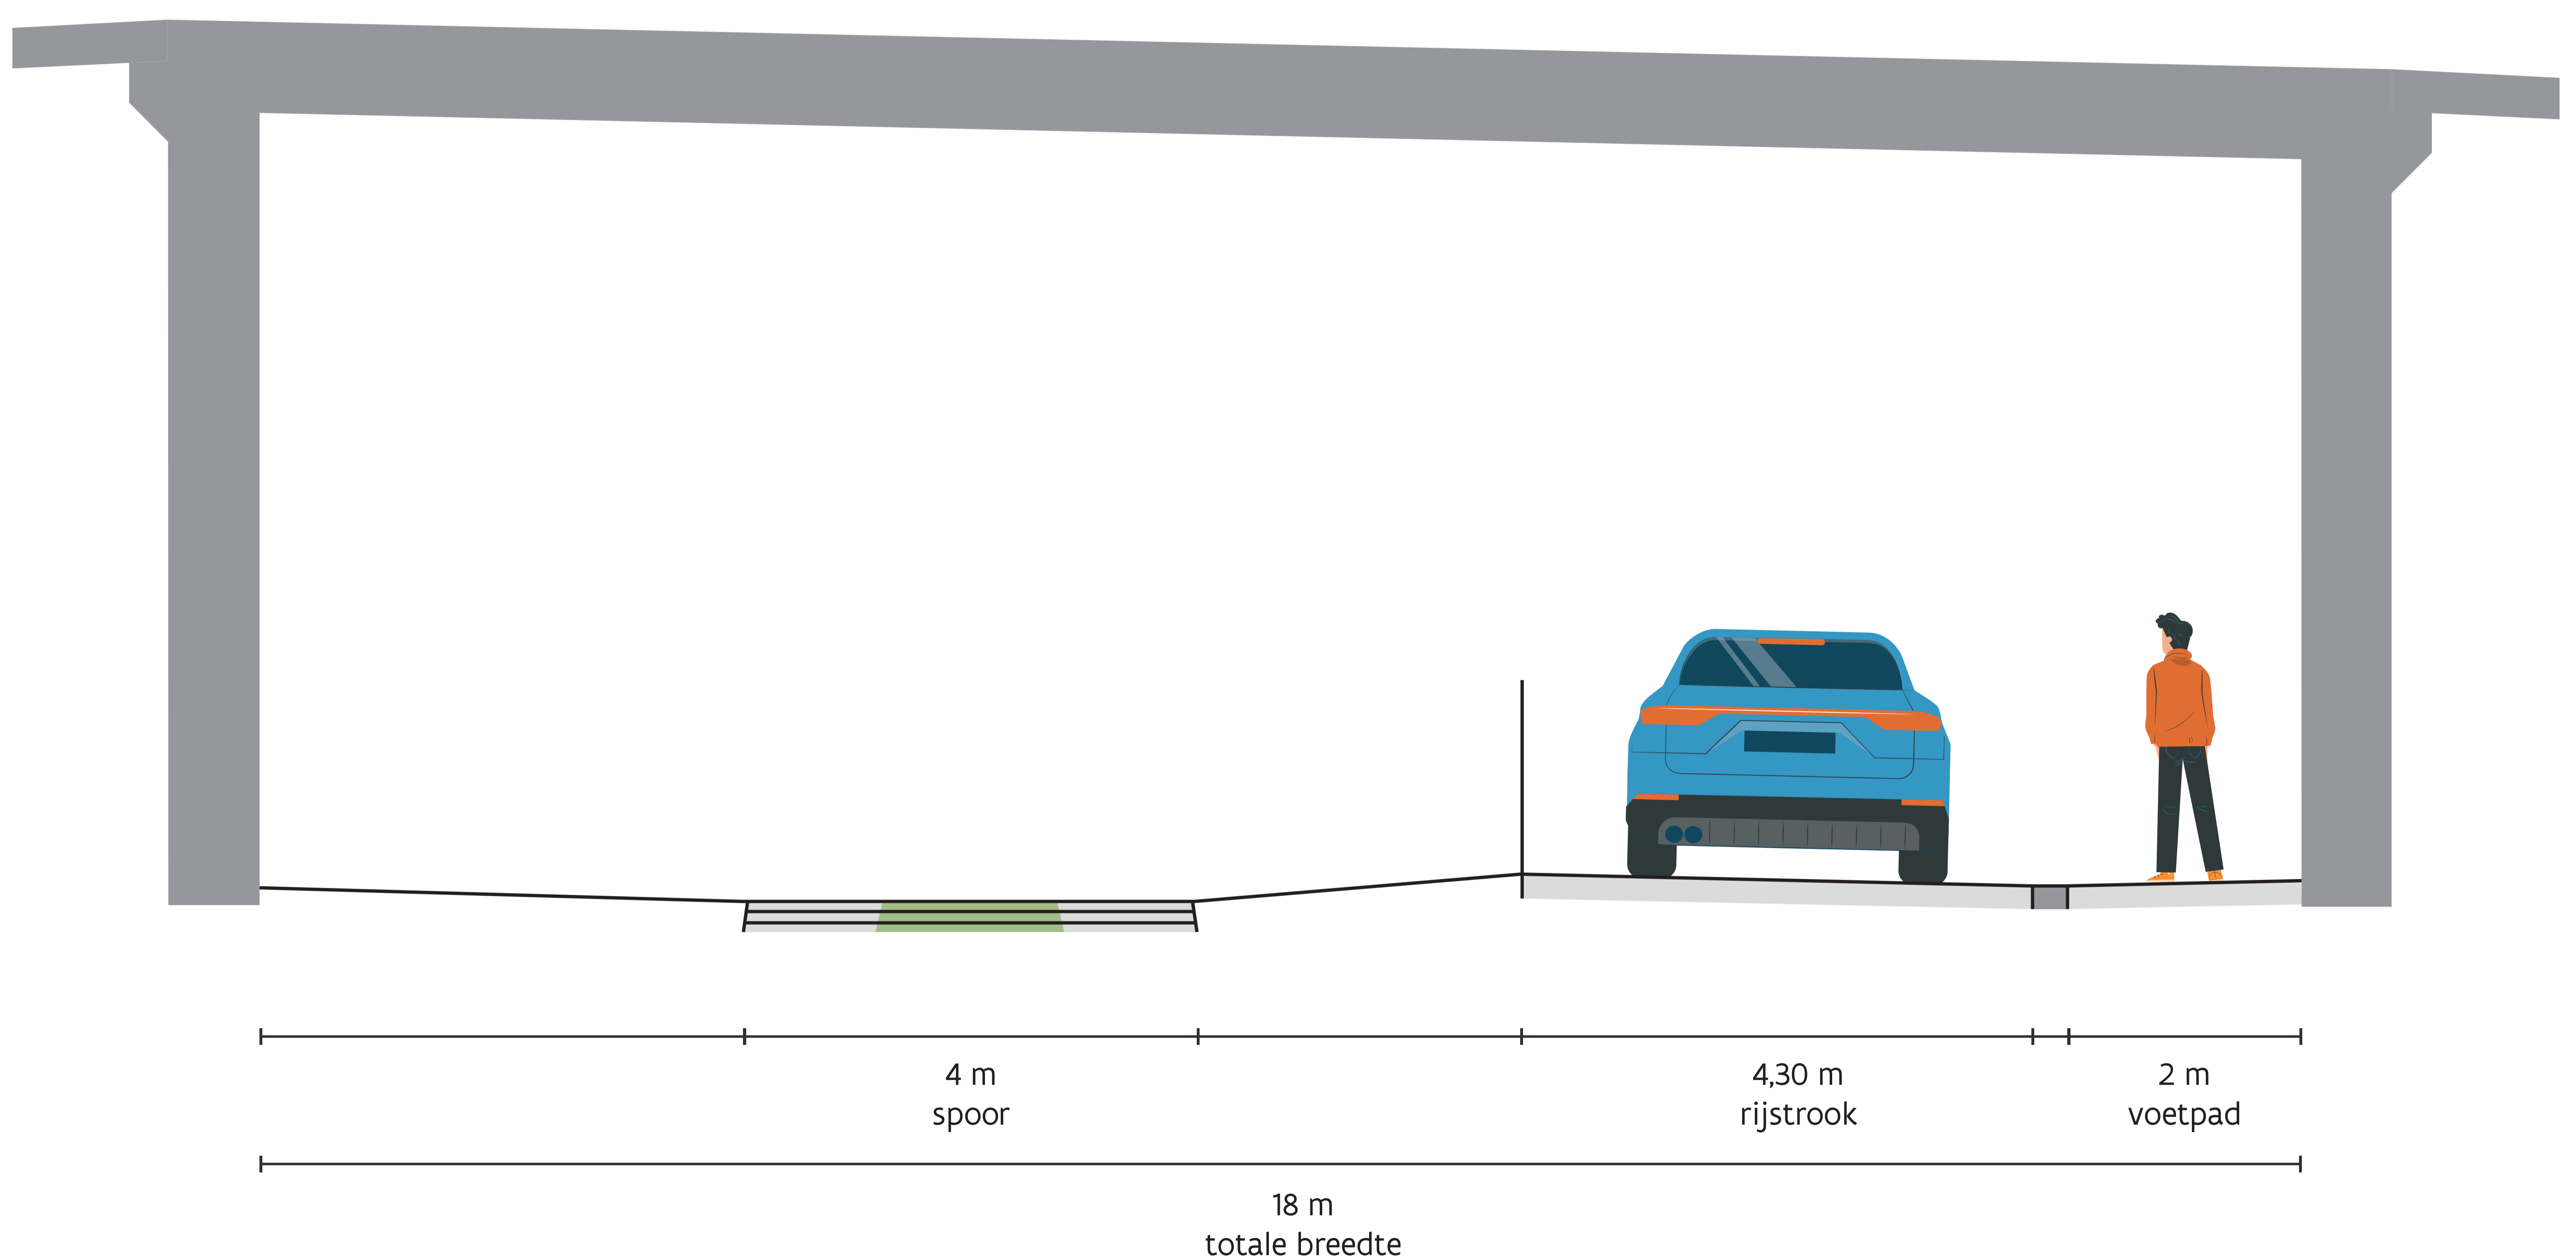 4 m
spoor
4,30 m
rijstrook
2 m
voetpad
18 m
totale breedte